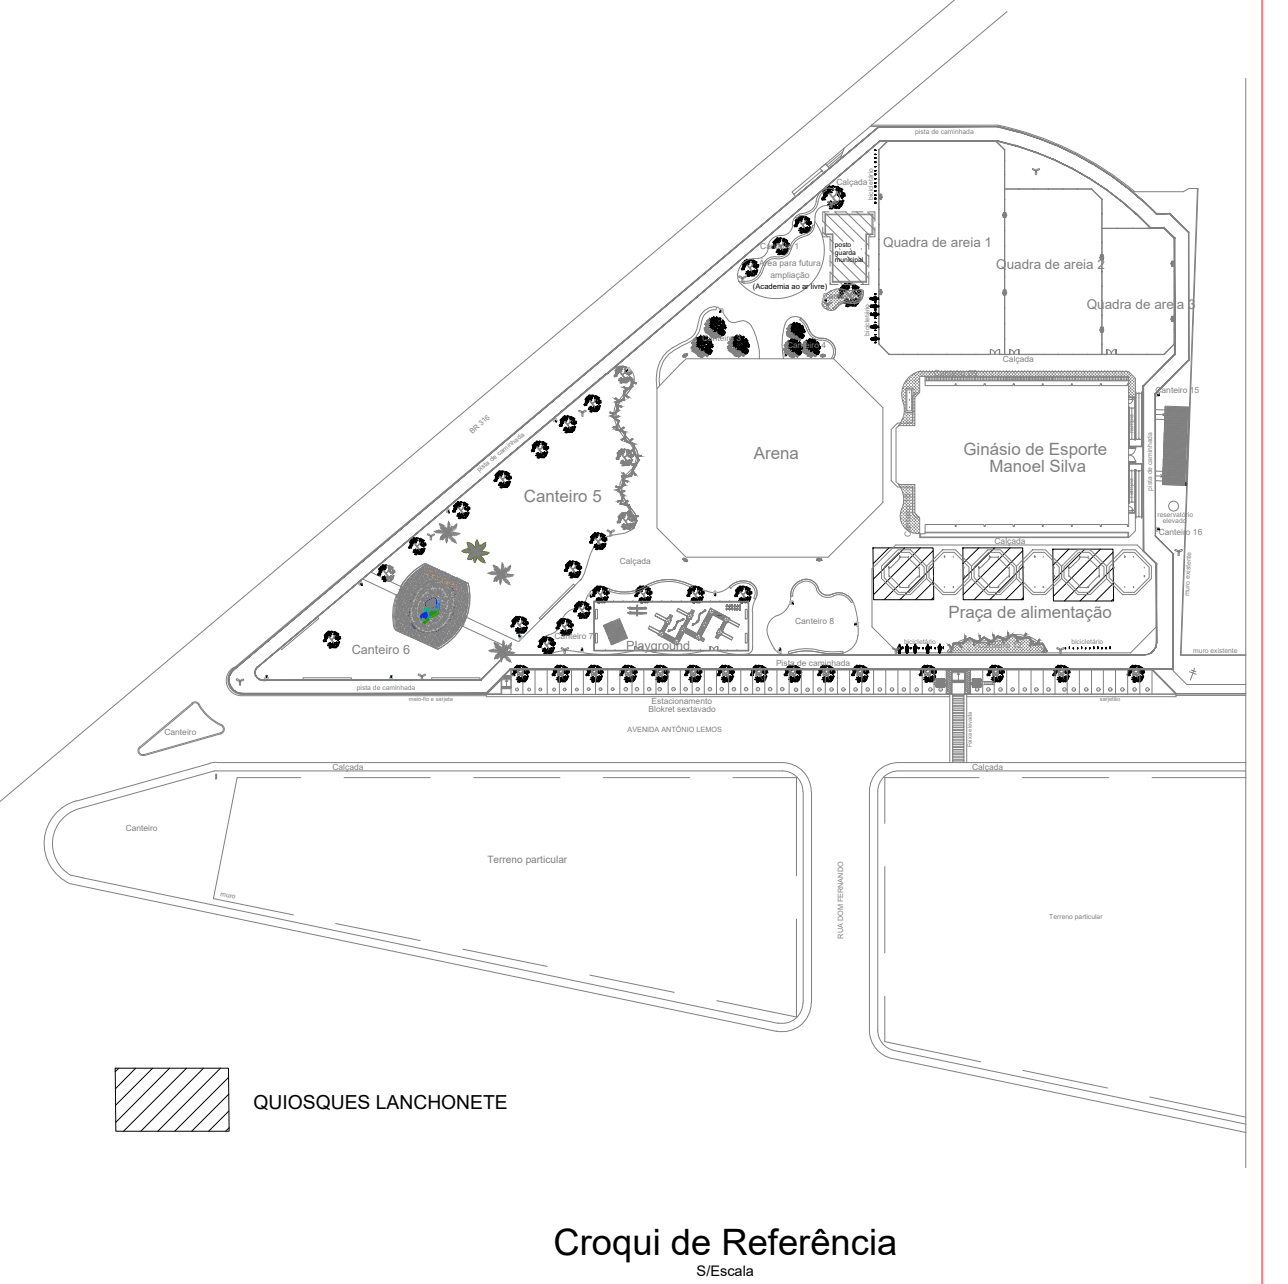 pista de caminhada
Calçada
bicicletário
Quadra de areia 1
posto
guarda
municipal
Área para futura
ampliação
(Academia ao ar livre)
Quadra de areia 2
Quadra de areia 3
bicicletário
Calçada
Canteiro 15
BR 316
pista de caminhada
Arena
Ginásio de Esporte
Manoel Silva
pista de caminhada
Canteiro 5
reservatório
elevado
Canteiro 16
Calçada
Calçada
muro existente
Praça de alimentação
Canteiro 8
Canteiro 7
Playground
bicicletário
bicicletário
Canteiro 6
muro existente
Pista de caminhada
pista de caminhada
meio-fio e sarjeta
Estacionamento
Blokret sextavado
sarjetão
Faixa elevada
AVENIDA ANTÔNIO LEMOS
Canteiro
Calçada
Calçada
Canteiro
Terreno particular
RUA DOM FERNANDO
muro
Terreno particular
QUIOSQUES LANCHONETE
Croqui de Referência
S/Escala